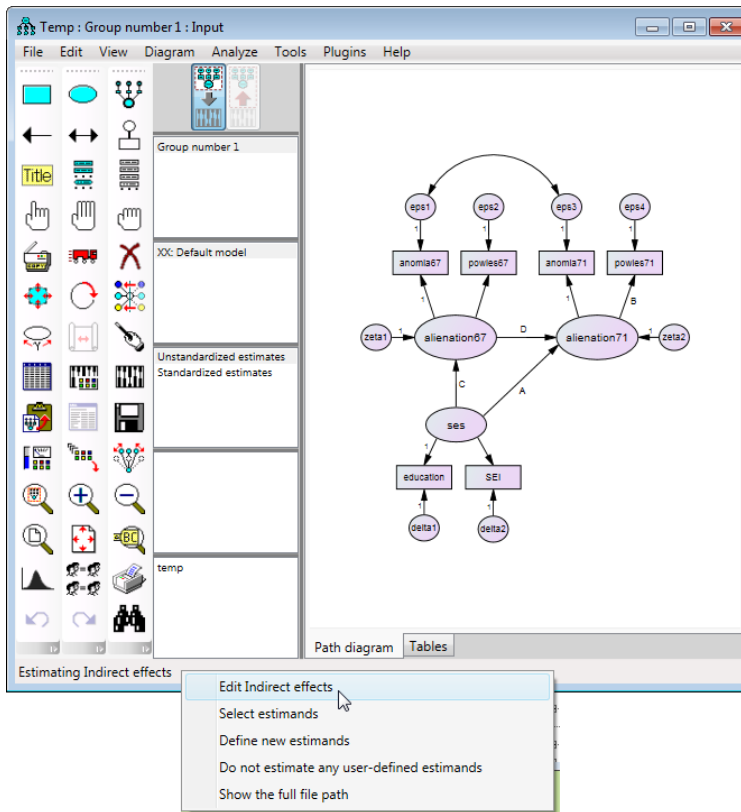 Temp : Group number 1 : Input
File Edit View Diagram Analyze Tools Plugins Help
Title
Group number 1
XX: Default model
Unstandardized estimates
Standardized estimates
temp
eps1 eps2 eps3 eps4
1 1 1 1
anomia67 powles67 anomia71 powles71
1 1 B
zeta1 1 alienation67 D alienation71 1 zeta2
C A
ses
1
education SEI
1 1
delta1 delta2
Path diagram Tables
Estimating Indirect effects
Edit Indirect effects
Select estimands
Define new estimands
Do not estimate any user-defined estimands
Show the full file path